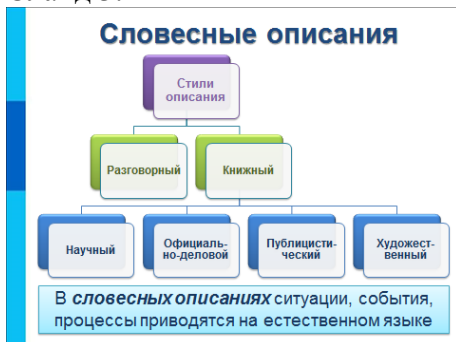 Словесные описания
Стили
описания
Разговорный
Книжный
Научный
Официаль-
но-деловой
Публицисти-
ческий
Художест-
венный
В словесных описаниях ситуации, события,
процессы приводятся на естественном языке